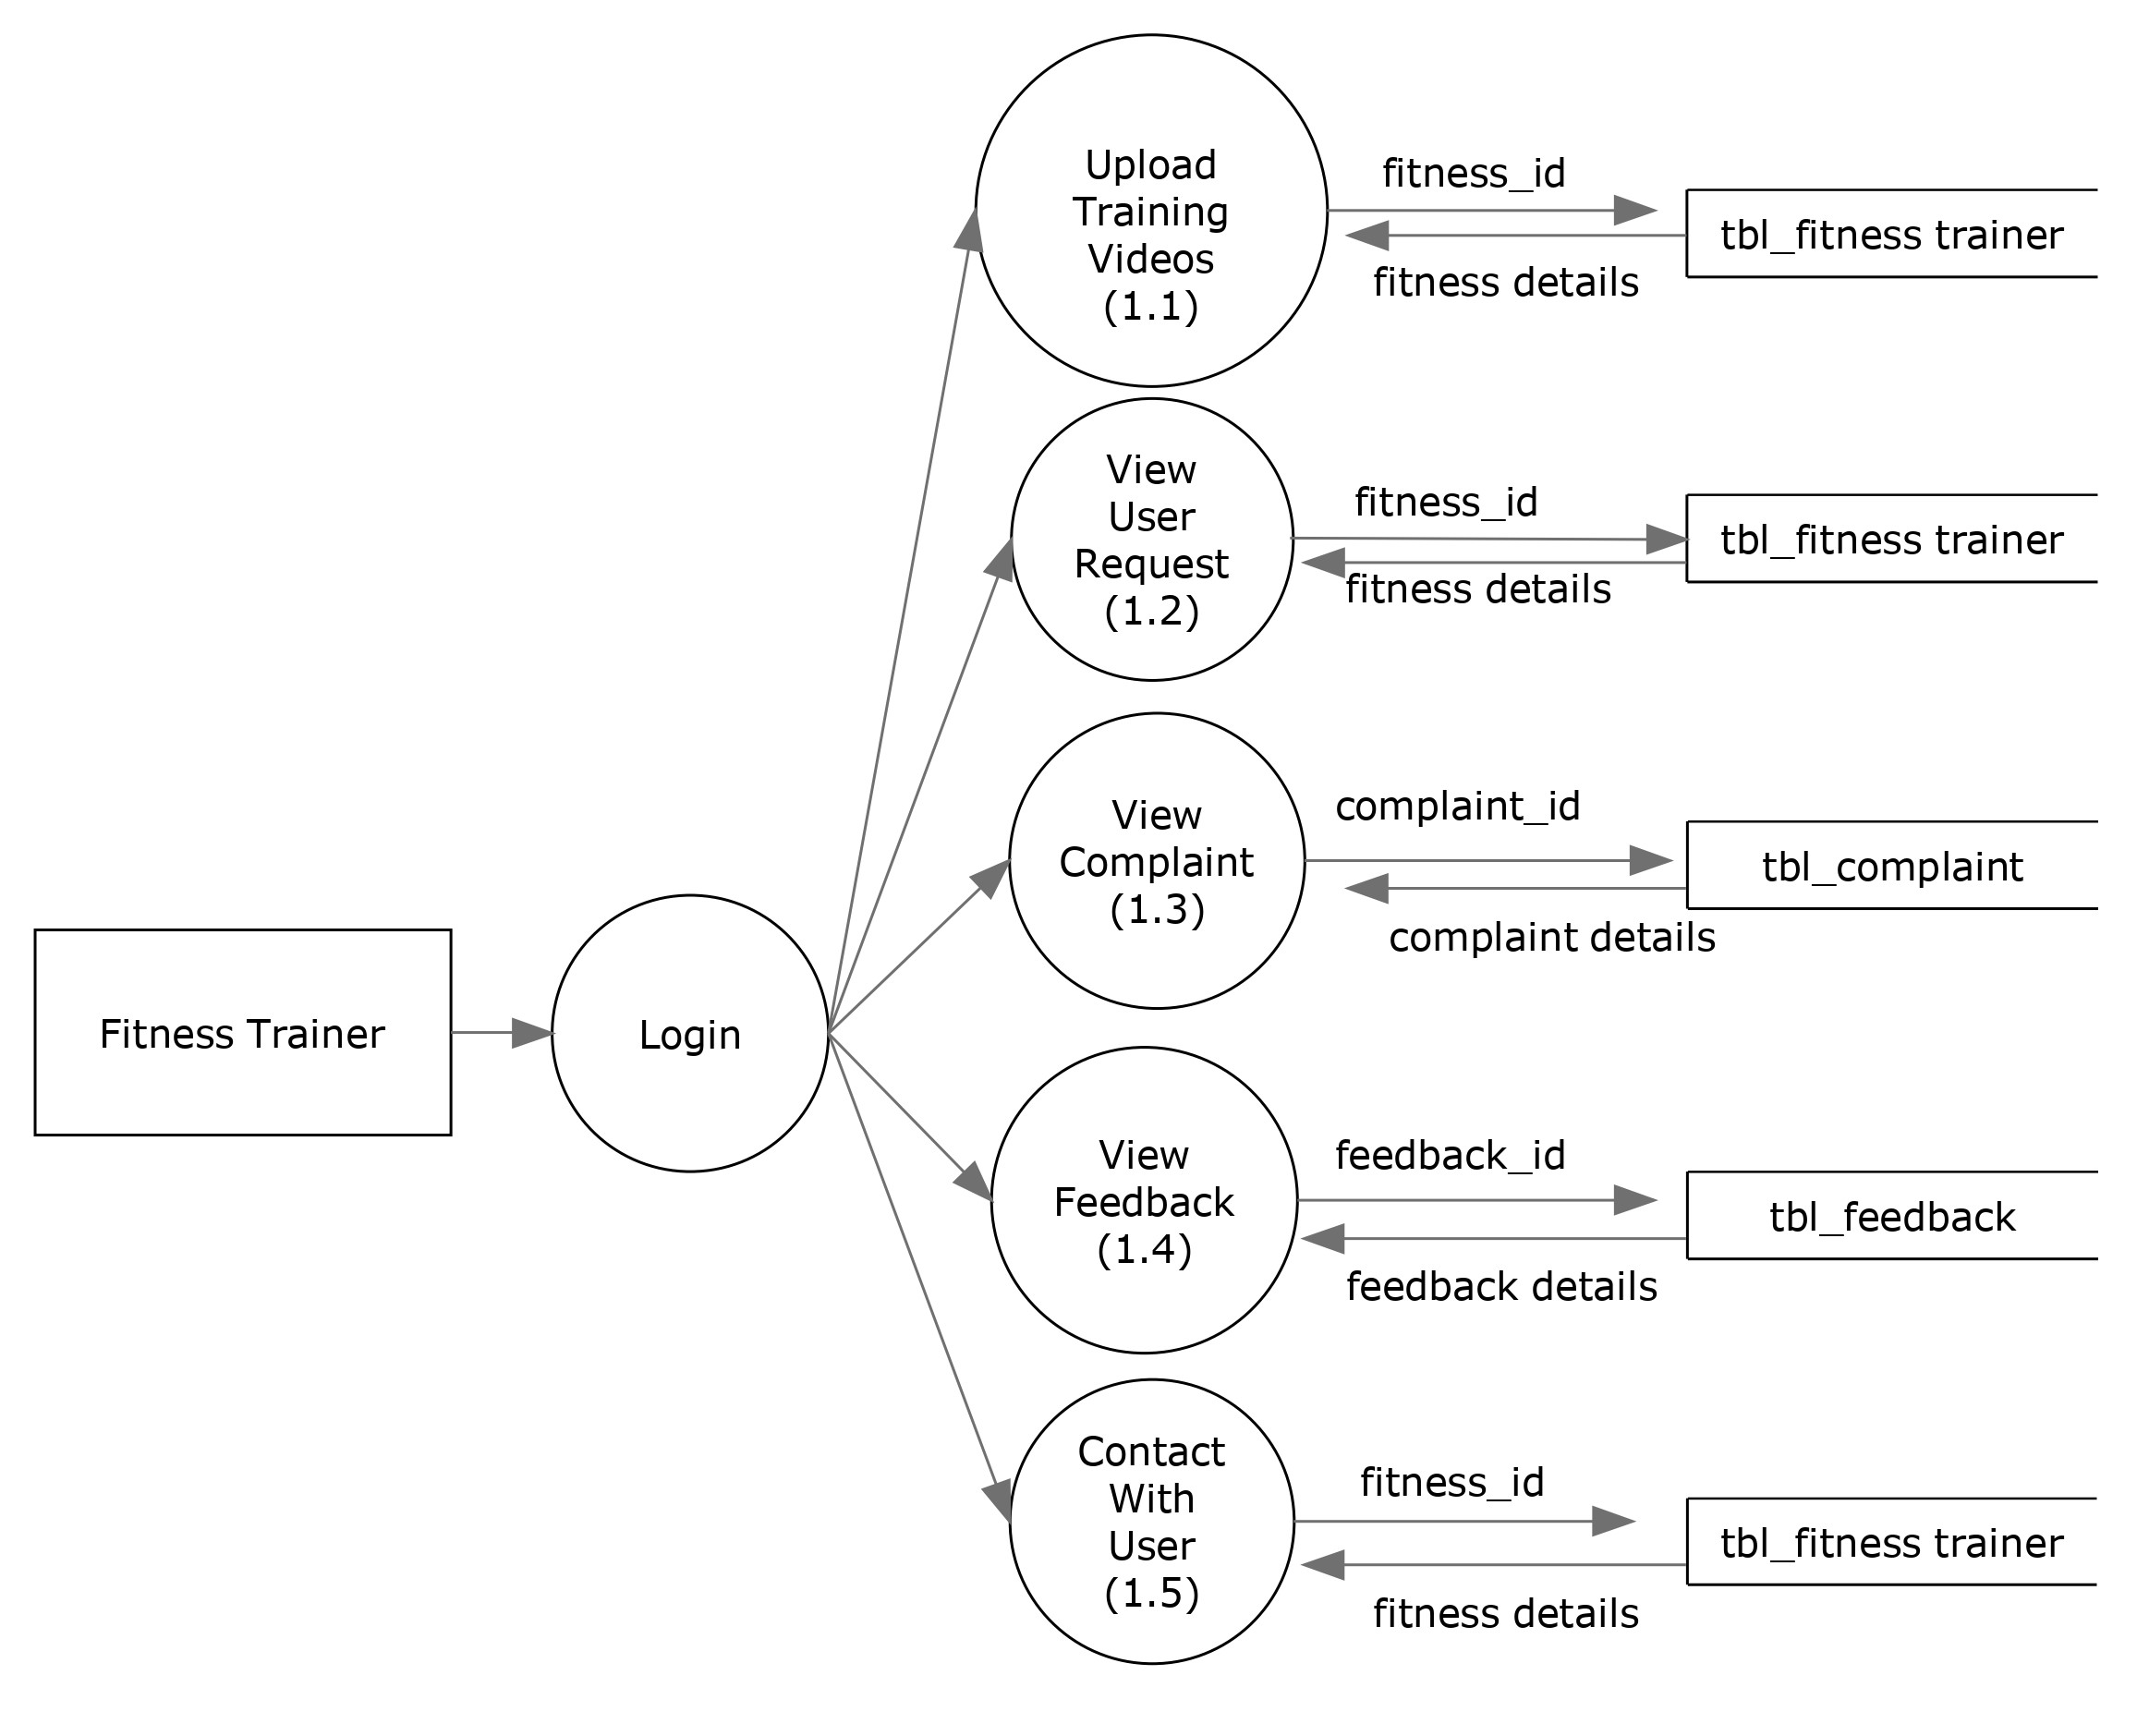 Fitness Trainer
Login
Upload
Training
Videos
(1.1)
fitness_id
fitness details
tbl_fitness trainer
View
User
Request
(1.2)
fitness_id
fitness details
tbl_fitness trainer
View
Complaint
(1.3)
complaint_id
complaint details
tbl_complaint
View
Feedback
(1.4)
feedback_id
feedback details
tbl_feedback
Contact
With
User
(1.5)
fitness_id
fitness details
tbl_fitness trainer